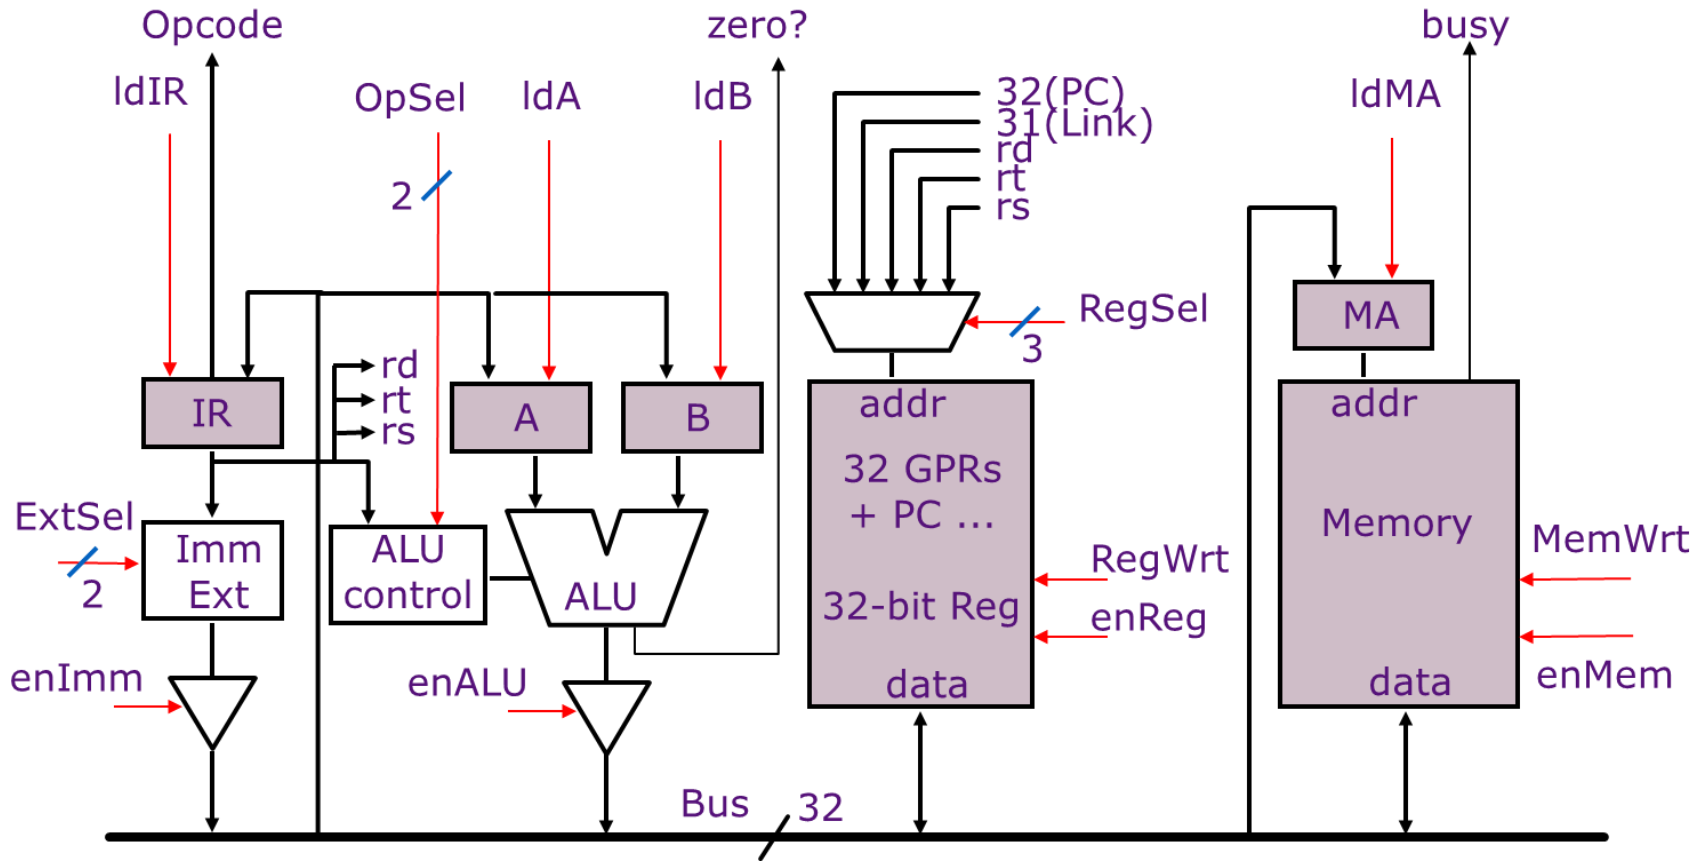 Opcode
zero?
busy
ldIR
OpSel
ldA
ldB
32(PC)
31(Link)
rd
rt
rs
ldMA
2
RegSel
3
MA
rd
rt
rs
IR
A
B
addr
addr
32 GPRs
+ PC ...
32-bit Reg
data
Memory
data
ExtSel
2
Imm
Ext
ALU
control
ALU
RegWrt
enReg
MemWrt
enMem
enImm
enALU
Bus
32